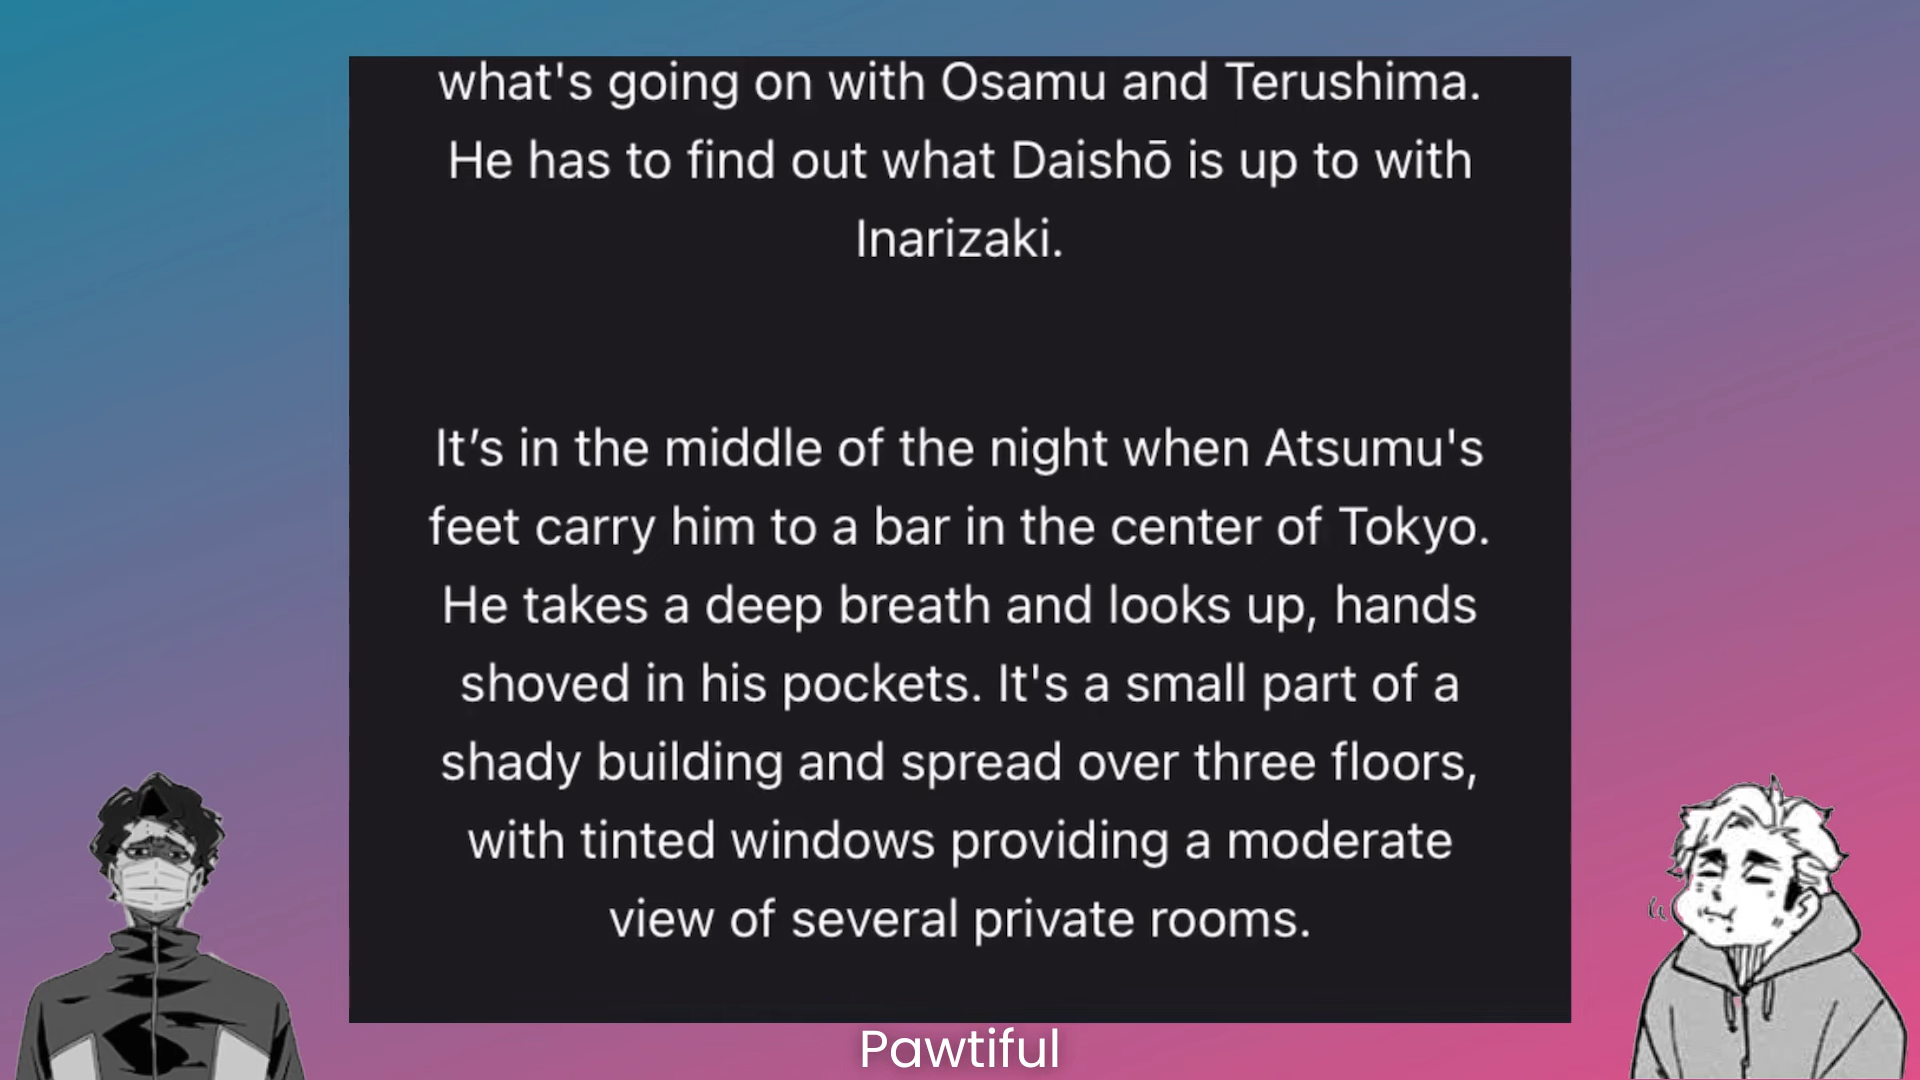 what's going on with Osamu and Terushima.
He has to find out what Daishō is up to with
Inarizaki.
It’s in the middle of the night when Atsumu's
feet carry him to a bar in the center of Tokyo.
He takes a deep breath and looks up, hands
shoved in his pockets. It's a small part of a
shady building and spread over three floors,
with tinted windows providing a moderate
view of several private rooms.
Pawtiful